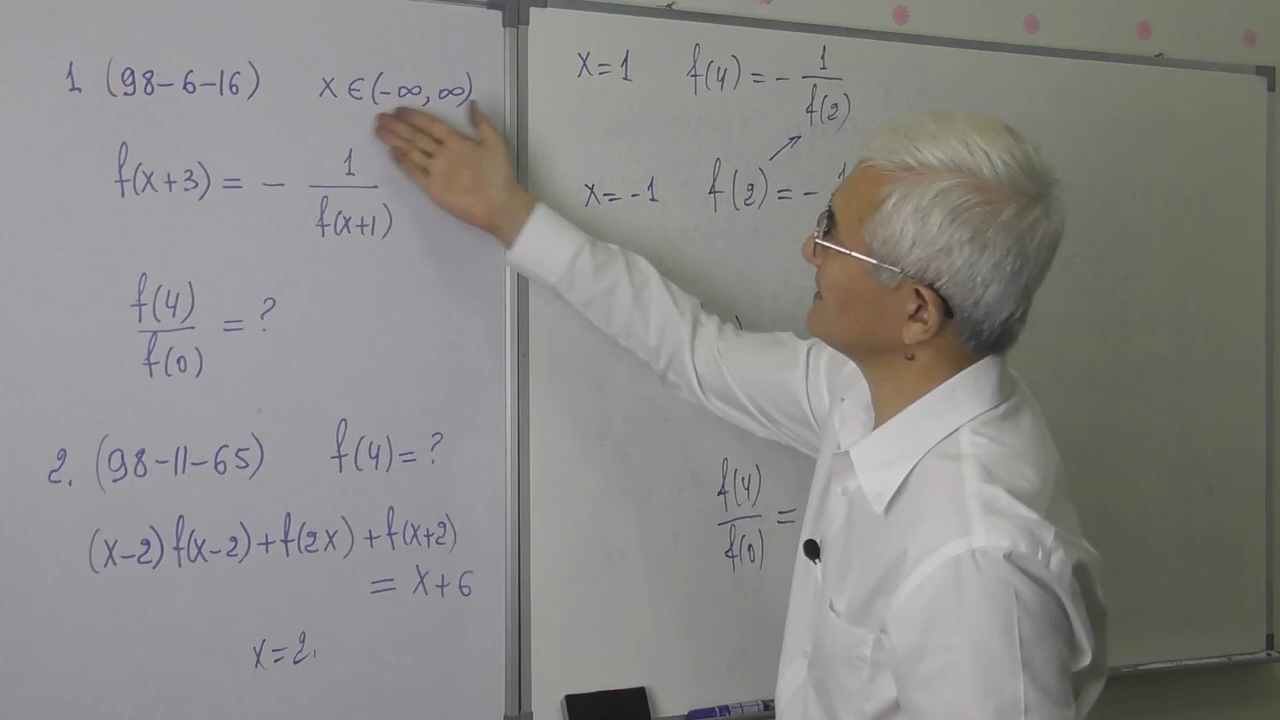 1 (98-6-16) x∈(-∞,∞)
f(x+3) = - 1/f(x+1)
f(4)/f(0) = ?
2. (98-11-65) f(4)=?
(x-2)f(x-2)+f(2x)+f(x+2)
= x+6
x=2.
x=1 f(4)=- 1/f(2)
x=-1 f(2)=-
f(4)/f(0) =